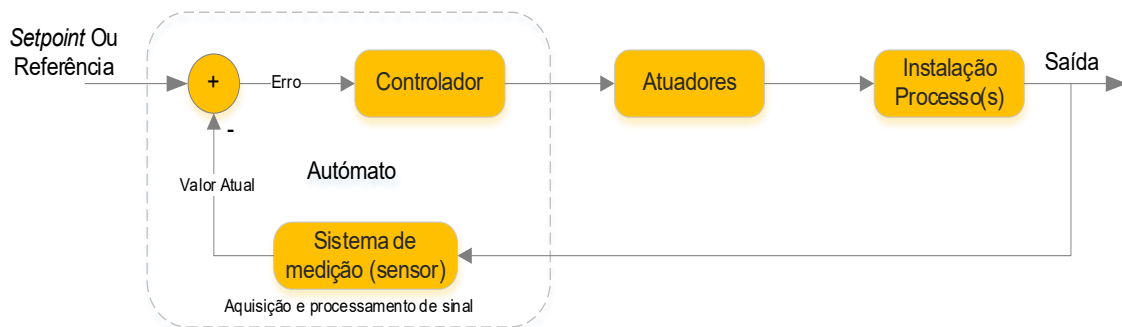 Setpoint Ou
Referência
+
Erro
Controlador
Atuadores
Instalação
Processo(s)
Saída
-
Valor Atual
Autómato
Sistema de
medição (sensor)
Aquisição e processamento de sinal